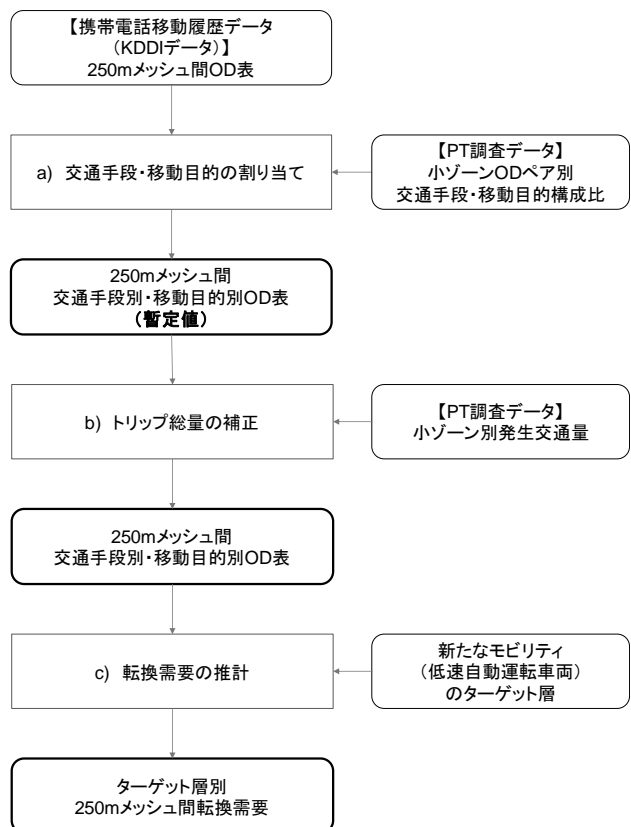 【携帯電話移動履歴データ
(KDDIデータ)】
250mメッシュ間OD表
a) 交通手段・移動目的の割り当て
【PT調査データ】
小ゾーンODペア別
交通手段・移動目的構成比
250mメッシュ間
交通手段別・移動目的別OD表
(暫定値)
b) トリップ総量の補正
【PT調査データ】
小ゾーン別発生交通量
250mメッシュ間
交通手段別・移動目的別OD表
c) 転換需要の推計
新たなモビリティ
(低速自動運転車両)
のターゲット層
ターゲット層別
250mメッシュ間転換需要